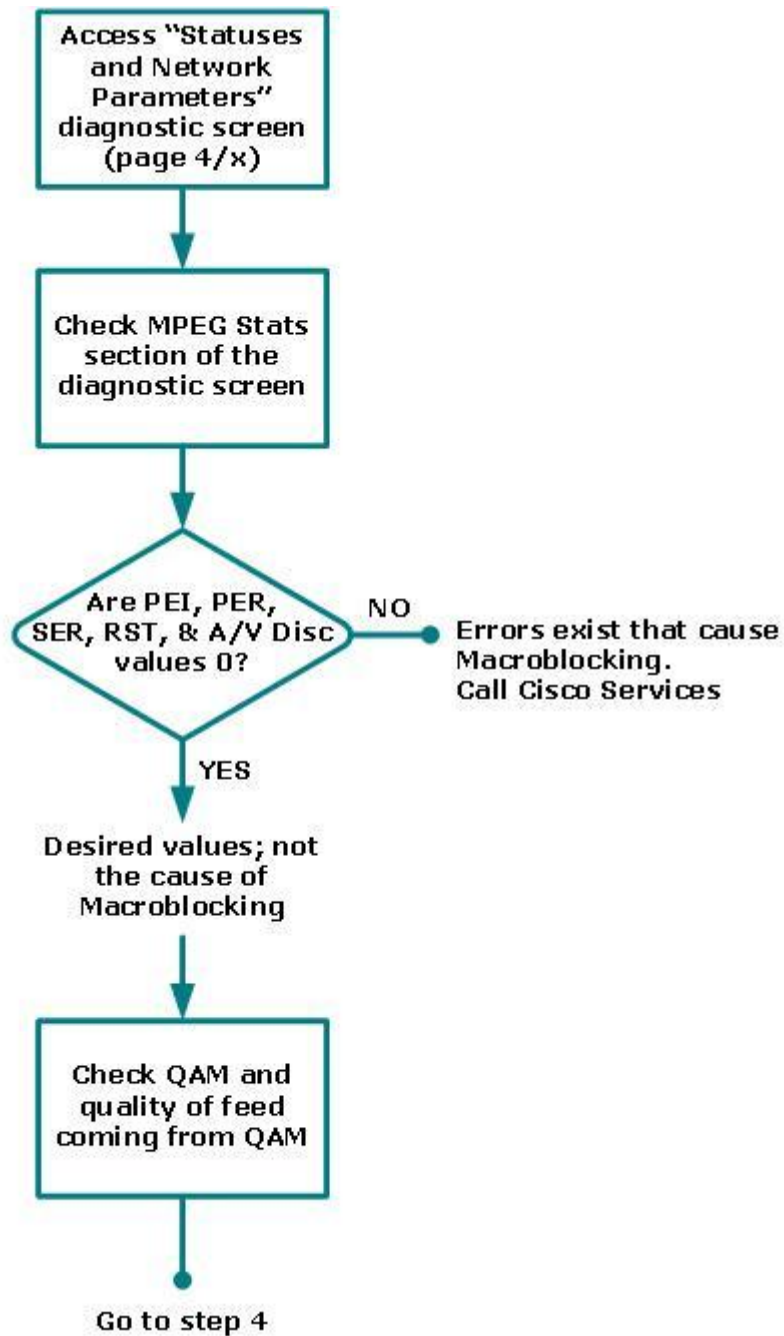 Access “Statuses
and Network
Parameters”
diagnostic screen
(page 4/x)
Check MPEG Stats
section of the
diagnostic screen
Are PEI, PER,
SER, RST, & A/V Disc
values 0?
NO
Errors exist that cause
Macroblocking.
Call Cisco Services
YES
Desired values; not
the cause of
Macroblocking
Check QAM and
quality of feed
coming from QAM
Go to step 4